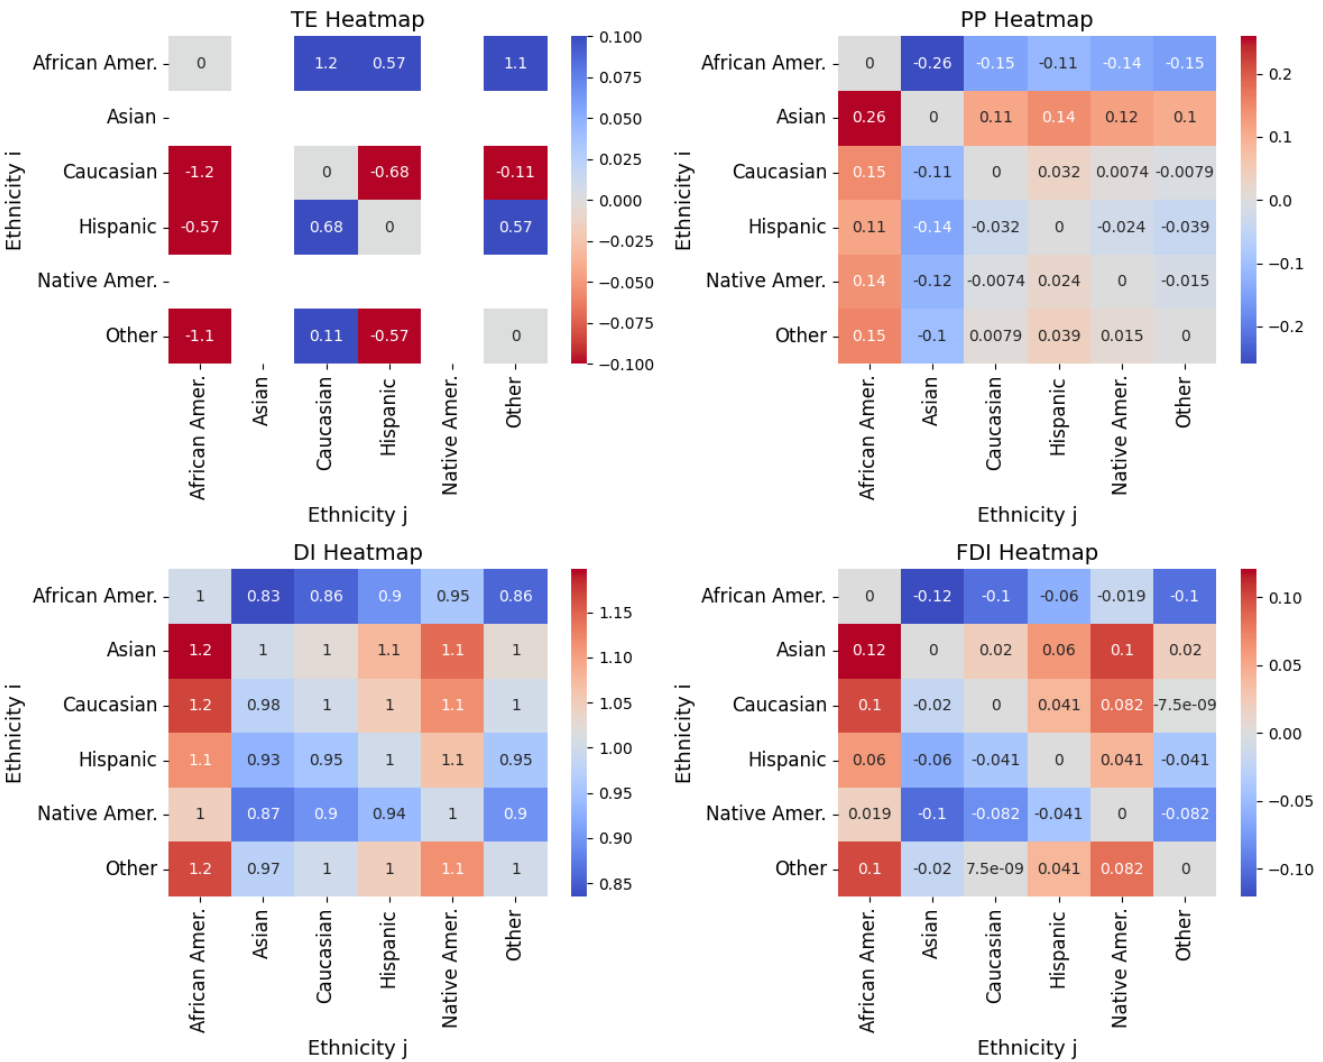 TE Heatmap
African Amer.
0
1.2
0.57
1.1
Asian
Caucasian
-1.2
0
-0.68
-0.11
Hispanic
-0.57
0.68
0
0.57
Native Amer.
Other
-1.1
0.11
-0.57
0
Ethnicity i
African Amer.
Asian
Caucasian
Hispanic
Native Amer.
Other
Ethnicity j
0.100
0.075
0.050
0.025
0.000
−0.025
−0.050
−0.075
−0.100
PP Heatmap
African Amer.
0
-0.26
-0.15
-0.11
-0.14
-0.15
Asian
0.26
0
0.11
0.14
0.12
0.1
Caucasian
0.15
-0.11
0
0.032
0.0074
-0.0079
Hispanic
0.11
-0.14
-0.032
0
-0.024
-0.039
Native Amer.
0.14
-0.12
-0.0074
0.024
0
-0.015
Other
0.15
-0.1
0.0079
0.039
0.015
0
Ethnicity i
African Amer.
Asian
Caucasian
Hispanic
Native Amer.
Other
Ethnicity j
0.2
0.1
0.0
−0.1
−0.2
DI Heatmap
African Amer.
1
0.83
0.86
0.9
0.95
0.86
Asian
1.2
1
1
1.1
1.1
1
Caucasian
1.2
0.98
1
1
1.1
1
Hispanic
1.1
0.93
0.95
1
1.1
0.95
Native Amer.
1
0.87
0.9
0.94
1
0.9
Other
1.2
0.97
1
1
1.1
1
Ethnicity i
African Amer.
Asian
Caucasian
Hispanic
Native Amer.
Other
Ethnicity j
1.15
1.10
1.05
1.00
0.95
0.90
0.85
FDI Heatmap
African Amer.
0
-0.12
-0.1
-0.06
-0.019
-0.1
Asian
0.12
0
0.02
0.06
0.1
0.02
Caucasian
0.1
-0.02
0
0.041
0.082
-7.5e-09
Hispanic
0.06
-0.06
-0.041
0
0.041
-0.041
Native Amer.
0.019
-0.1
-0.082
-0.041
0
-0.082
Other
0.1
-0.02
7.5e-09
0.041
0.082
0
Ethnicity i
African Amer.
Asian
Caucasian
Hispanic
Native Amer.
Other
Ethnicity j
0.10
0.05
0.00
−0.05
−0.10